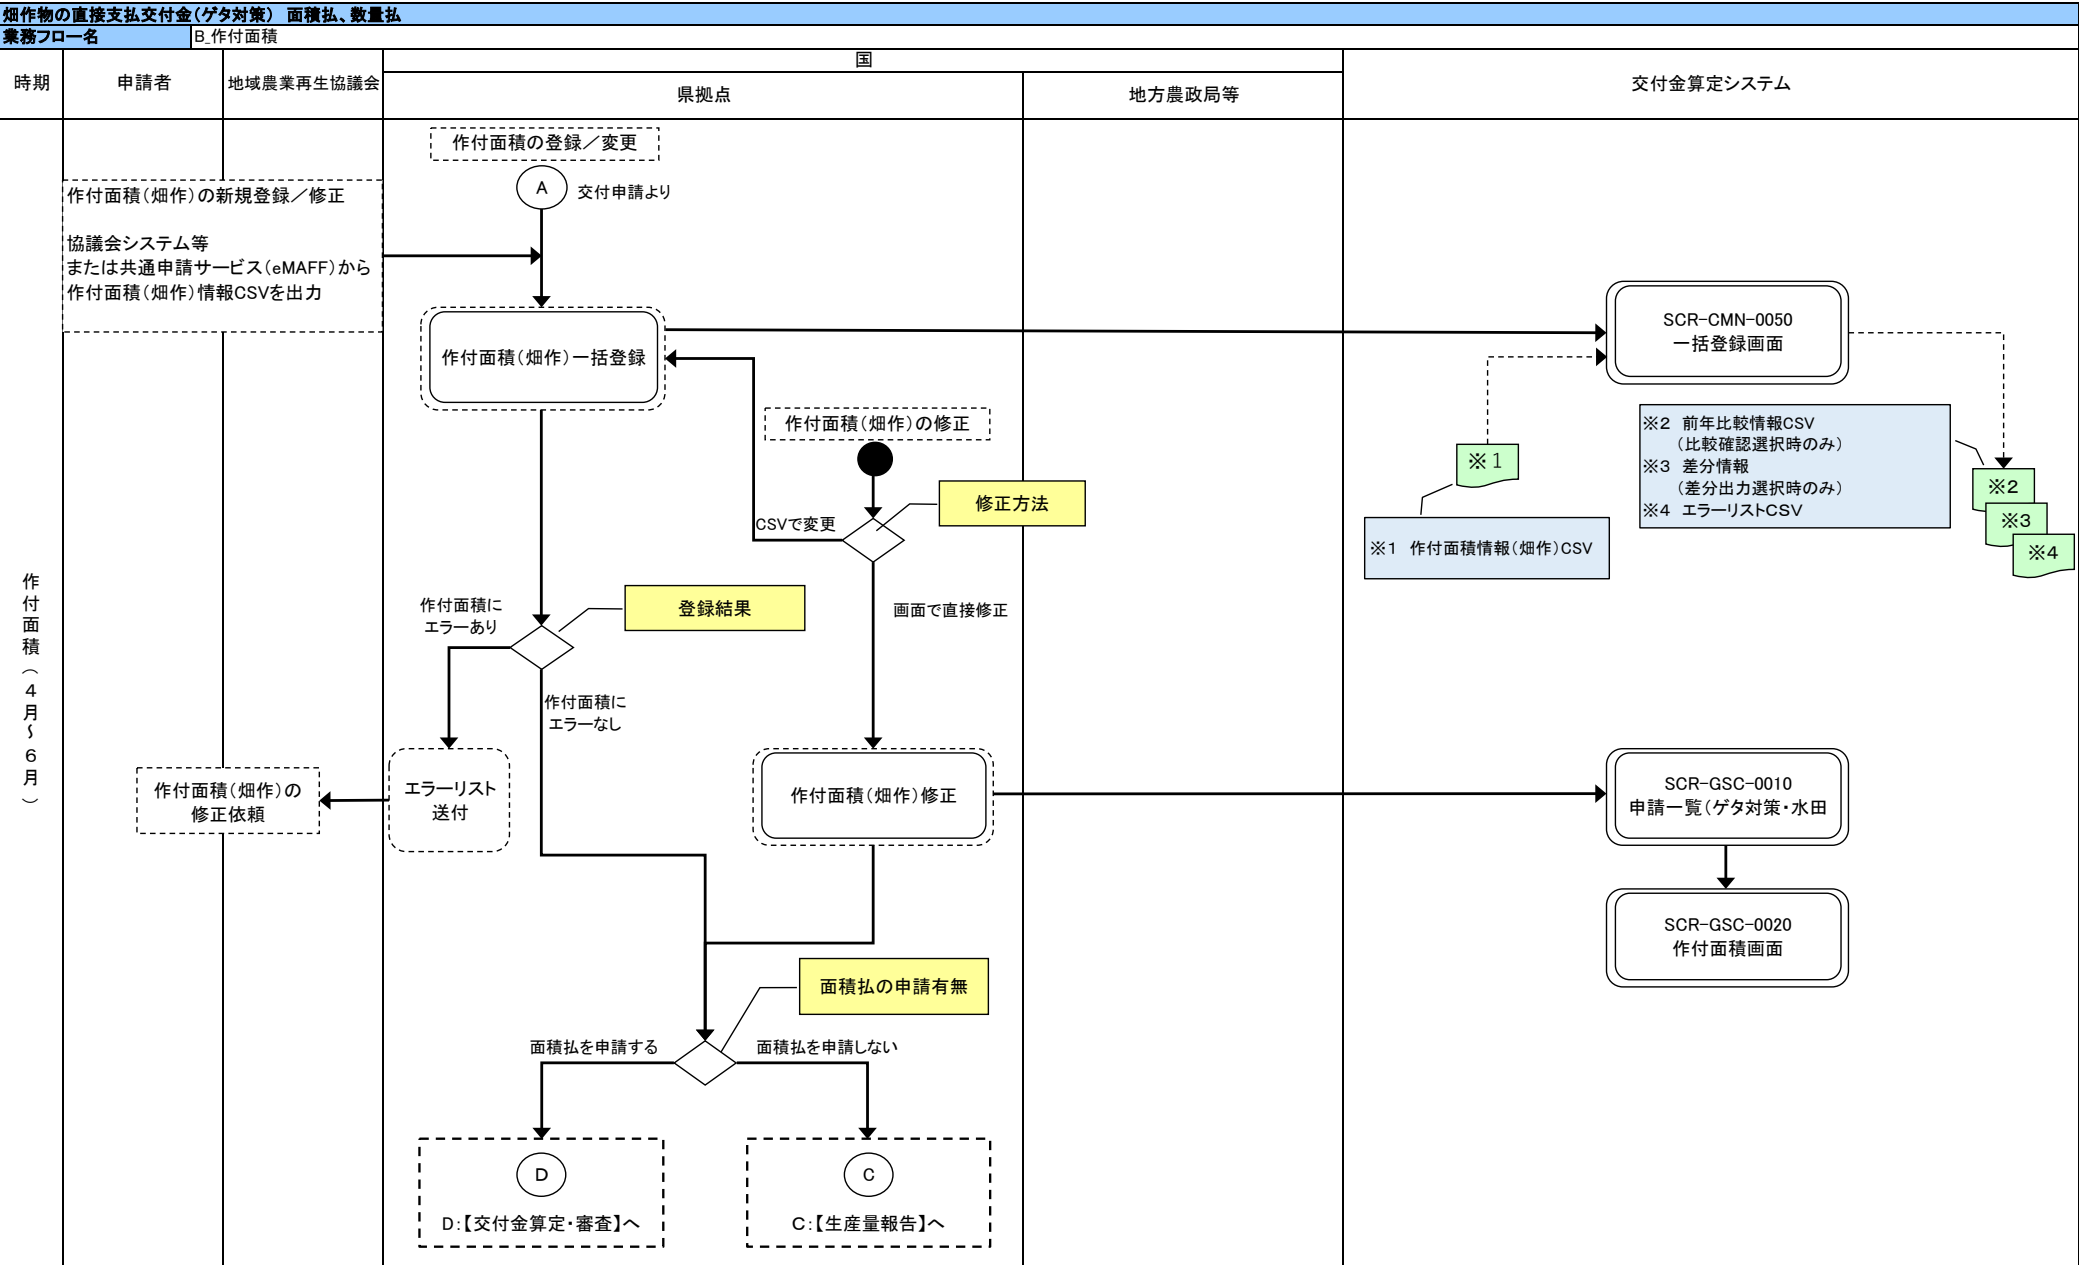 畑作物の直接支払交付金(ゲタ対策) 面積払、数量払
業務フロー名
B_作付面積
時期
申請者
地域農業再生協議会
国
県拠点
地方農政局等
交付金算定システム
作付面積(4月~6月)
作付面積の登録/変更
A
交付申請より
作付面積(畑作)の新規登録/修正
協議会システム等
または共通申請サービス(eMAFF)から
作付面積(畑作)情報CSVを出力
作付面積(畑作)一括登録
SCR-CMN-0050
一括登録画面
作付面積(畑作)の修正
修正方法
CSVで変更
画面で直接修正
※1
※1 作付面積情報(畑作)CSV
※2 前年比較情報CSV
(比較確認選択時のみ)
※3 差分情報
(差分出力選択時のみ)
※4 エラーリストCSV
※2
※3
※4
登録結果
作付面積に
エラーあり
作付面積に
エラーなし
作付面積(畑作)の
修正依頼
エラーリスト
送付
作付面積(畑作)修正
SCR-GSC-0010
申請一覧(ゲタ対策・水田
SCR-GSC-0020
作付面積画面
面積払の申請有無
面積払を申請する
面積払を申請しない
D
D:【交付金算定・審査】へ
C
C:【生産量報告】へ